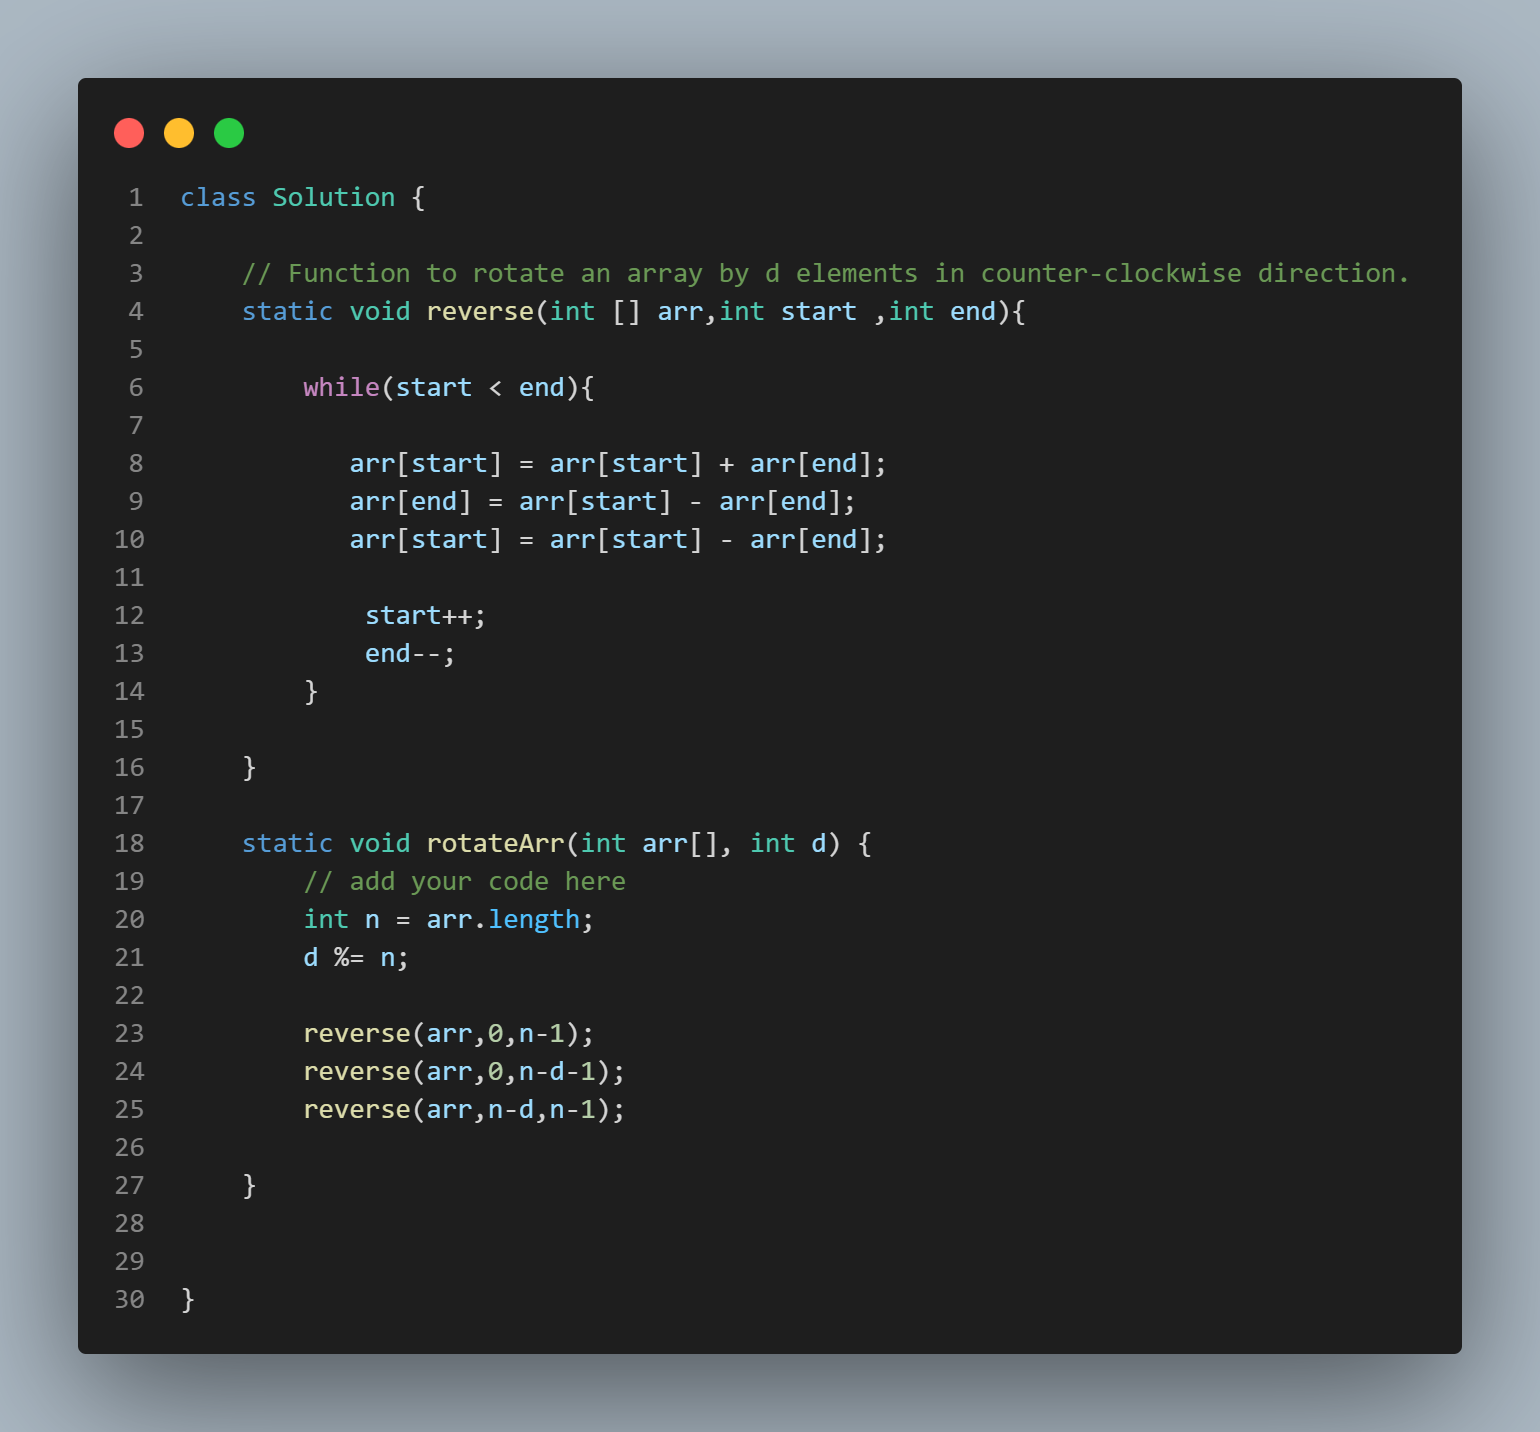 1 class Solution {
2
3     // Function to rotate an array by d elements in counter-clockwise direction.
4     static void reverse(int [] arr,int start ,int end){
5
6         while(start < end){
7
8            arr[start] = arr[start] + arr[end];
9            arr[end] = arr[start] - arr[end];
10            arr[start] = arr[start] - arr[end];
11
12             start++;
13             end--;
14         }
15
16     }
17
18     static void rotateArr(int arr[], int d) {
19         // add your code here
20         int n = arr.length;
21         d %= n;
22
23         reverse(arr,0,n-1);
24         reverse(arr,0,n-d-1);
25         reverse(arr,n-d,n-1);
26
27     }
28
29
30 }